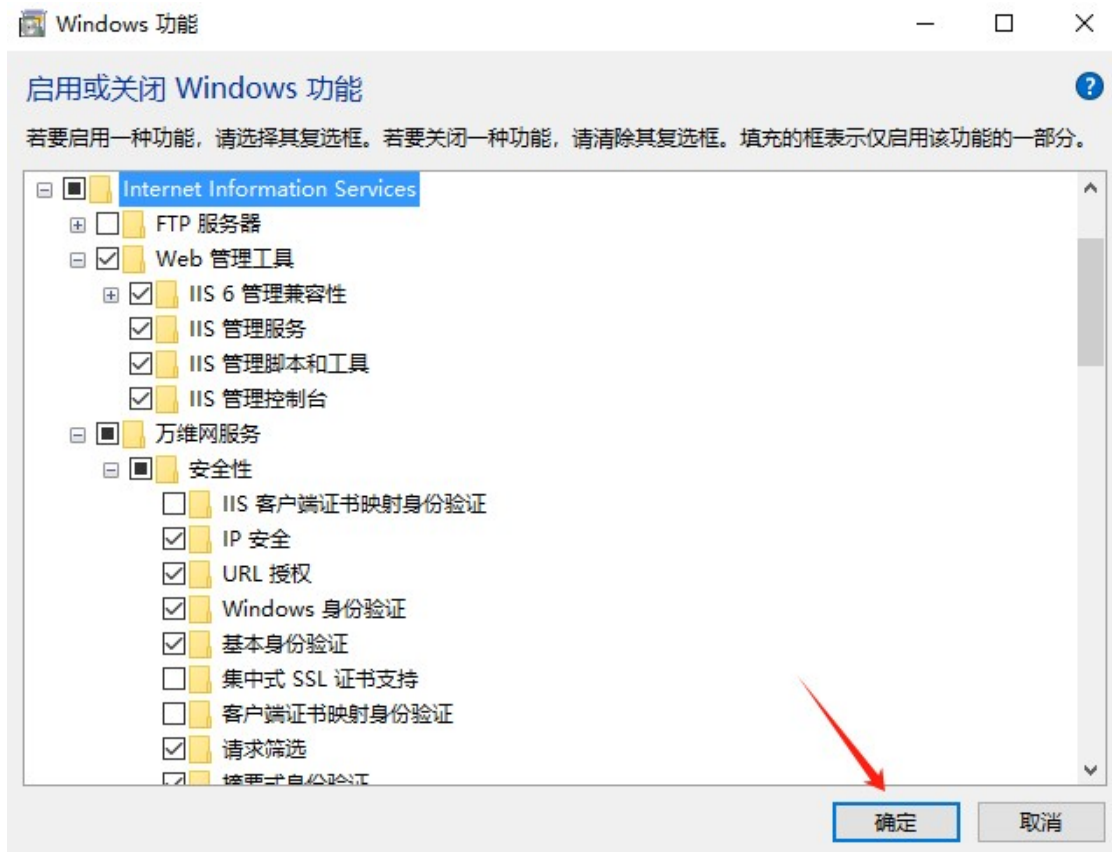 Windows 功能
启用或关闭 Windows 功能
若要启用一种功能，请选择其复选框。若要关闭一种功能，请清除其复选框。填充的框表示仅启用该功能的一部分。
Internet Information Services
FTP 服务器
Web 管理工具
IIS 6 管理兼容性
IIS 管理服务
IIS 管理脚本和工具
IIS 管理控制台
万维网服务
安全性
IIS 客户端证书映射身份验证
IP 安全
URL 授权
Windows 身份验证
基本身份验证
集中式 SSL 证书支持
客户端证书映射身份验证
请求筛选
摘要式身份验证
确定 取消